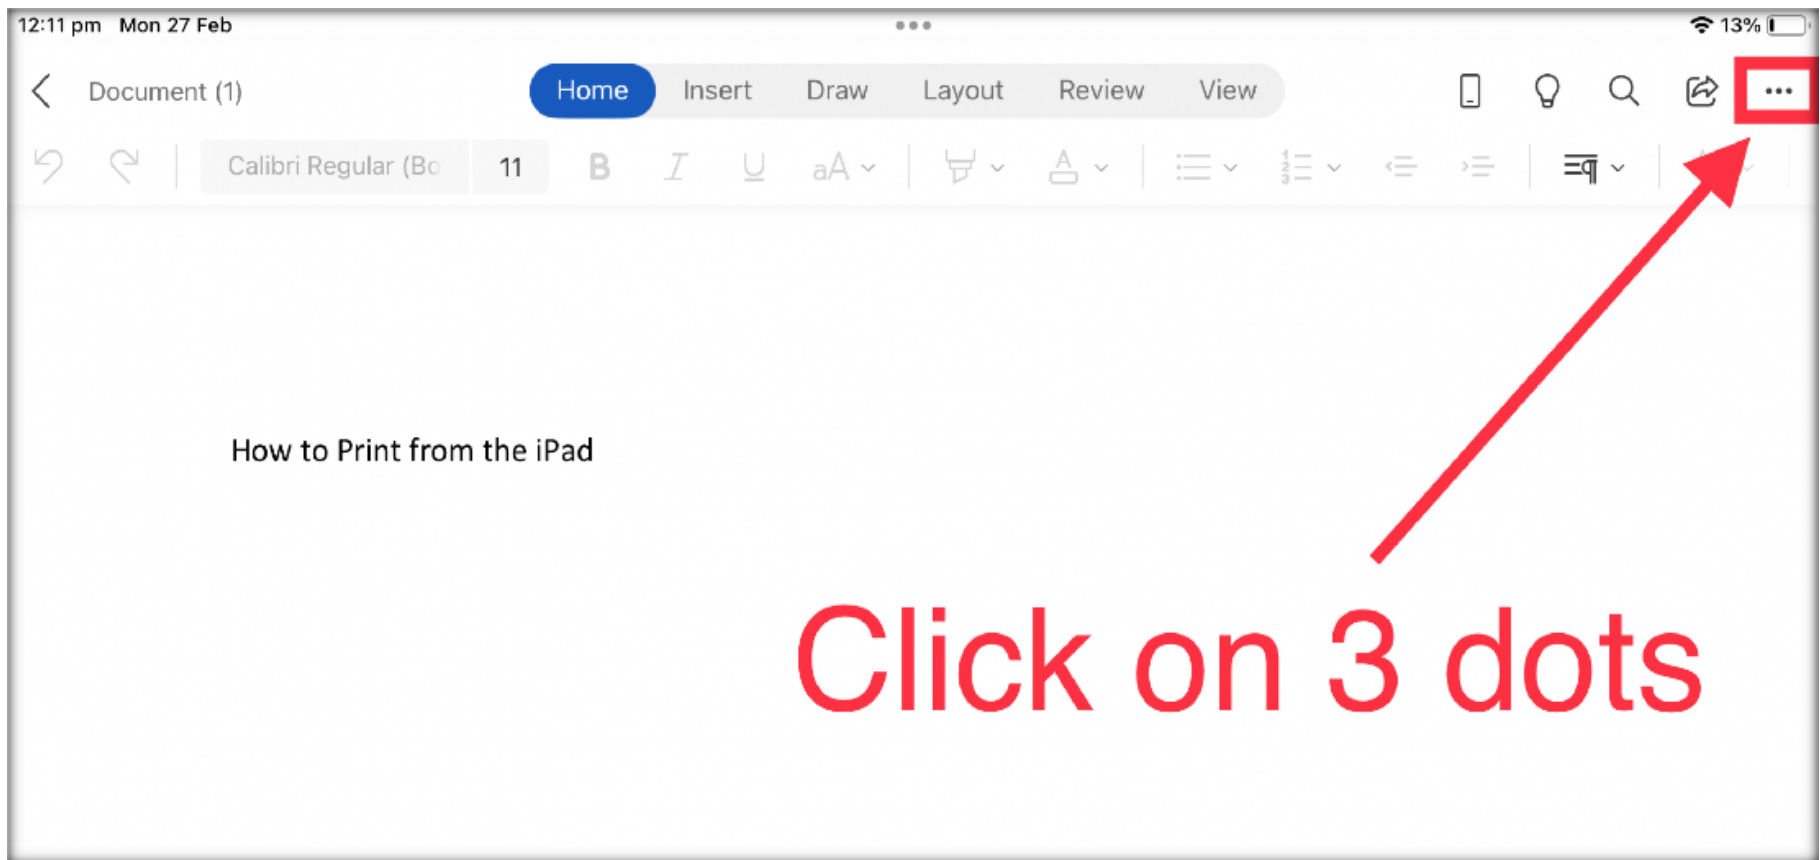 12:11 pm Mon 27 Feb 13%
Document (1) Home Insert Draw Layout Review View
Calibri Regular (Bo 11 B I U aA A
How to Print from the iPad
Click on 3 dots